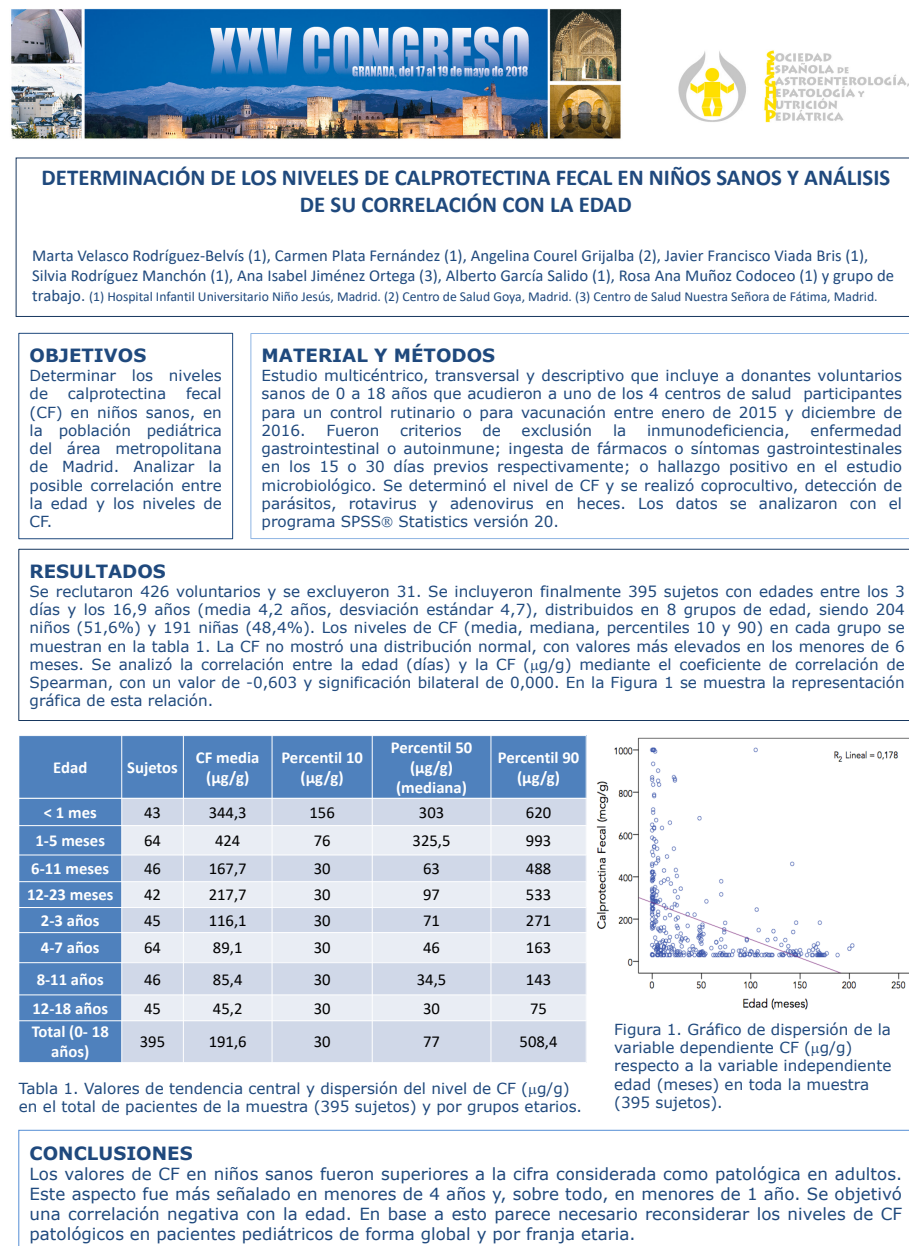 XXV CONGRESO
GRANADA, del 17 al 19 de mayo de 2018
SOCIEDAD
ESPAÑOLA DE
GASTROENTEROLOGÍA,
HEPATOLOGÍA Y
NUTRICIÓN
PEDIÁTRICA
DETERMINACIÓN DE LOS NIVELES DE CALPROTECTINA FECAL EN NIÑOS SANOS Y ANÁLISIS
DE SU CORRELACIÓN CON LA EDAD
Marta Velasco Rodríguez-Belvís (1), Carmen Plata Fernández (1), Angelina Courel Grijalba (2), Javier Francisco Viada Bris (1),
Silvia Rodríguez Manchón (1), Ana Isabel Jiménez Ortega (3), Alberto García Salido (1), Rosa Ana Muñoz Codoceo (1) y grupo de
trabajo. (1) Hospital Infantil Universitario Niño Jesús, Madrid. (2) Centro de Salud Goya, Madrid. (3) Centro de Salud Nuestra Señora de Fátima, Madrid.
OBJETIVOS
Determinar los niveles
de calprotectina fecal
(CF) en niños sanos, en
la población pediátrica
del área metropolitana
de Madrid. Analizar la
posible correlación entre
la edad y los niveles de
CF.
MATERIAL Y MÉTODOS
Estudio multicéntrico, transversal y descriptivo que incluye a donantes voluntarios
sanos de 0 a 18 años que acudieron a uno de los 4 centros de salud participantes
para un control rutinario o para vacunación entre enero de 2015 y diciembre de
2016. Fueron criterios de exclusión la inmunodeficiencia, enfermedad
gastrointestinal o autoinmune; ingesta de fármacos o síntomas gastrointestinales
en los 15 o 30 días previos respectivamente; o hallazgo positivo en el estudio
microbiológico. Se determinó el nivel de CF y se realizó coprocultivo, detección de
parásitos, rotavirus y adenovirus en heces. Los datos se analizaron con el
programa SPSS® Statistics versión 20.
RESULTADOS
Se reclutaron 426 voluntarios y se excluyeron 31. Se incluyeron finalmente 395 sujetos con edades entre los 3
días y los 16,9 años (media 4,2 años, desviación estándar 4,7), distribuidos en 8 grupos de edad, siendo 204
niños (51,6%) y 191 niñas (48,4%). Los niveles de CF (media, mediana, percentiles 10 y 90) en cada grupo se
muestran en la tabla 1. La CF no mostró una distribución normal, con valores más elevados en los menores de 6
meses. Se analizó la correlación entre la edad (días) y la CF (µg/g) mediante el coeficiente de correlación de
Spearman, con un valor de -0,603 y significación bilateral de 0,000. En la Figura 1 se muestra la representación
gráfica de esta relación.
Edad Sujetos CF media (µg/g) Percentil 10 (µg/g) Percentil 50 (µg/g) (mediana) Percentil 90 (µg/g)
< 1 mes 43 344,3 156 303 620
1-5 meses 64 424 76 325,5 993
6-11 meses 46 167,7 30 63 488
12-23 meses 42 217,7 30 97 533
2-3 años 45 116,1 30 71 271
4-7 años 64 89,1 30 46 163
8-11 años 46 85,4 30 34,5 143
12-18 años 45 45,2 30 30 75
Total (0- 18 años) 395 191,6 30 77 508,4
Tabla 1. Valores de tendencia central y dispersión del nivel de CF (µg/g)
en el total de pacientes de la muestra (395 sujetos) y por grupos etarios.
R2 Lineal = 0,178
Calprotectina Fecal (mcg/g)
1000
800
600
400
200
0
0 50 100 150 200 250
Edad (meses)
Figura 1. Gráfico de dispersión de la
variable dependiente CF (µg/g)
respecto a la variable independiente
edad (meses) en toda la muestra
(395 sujetos).
CONCLUSIONES
Los valores de CF en niños sanos fueron superiores a la cifra considerada como patológica en adultos.
Este aspecto fue más señalado en menores de 4 años y, sobre todo, en menores de 1 año. Se objetivó
una correlación negativa con la edad. En base a esto parece necesario reconsiderar los niveles de CF
patológicos en pacientes pediátricos de forma global y por franja etaria.